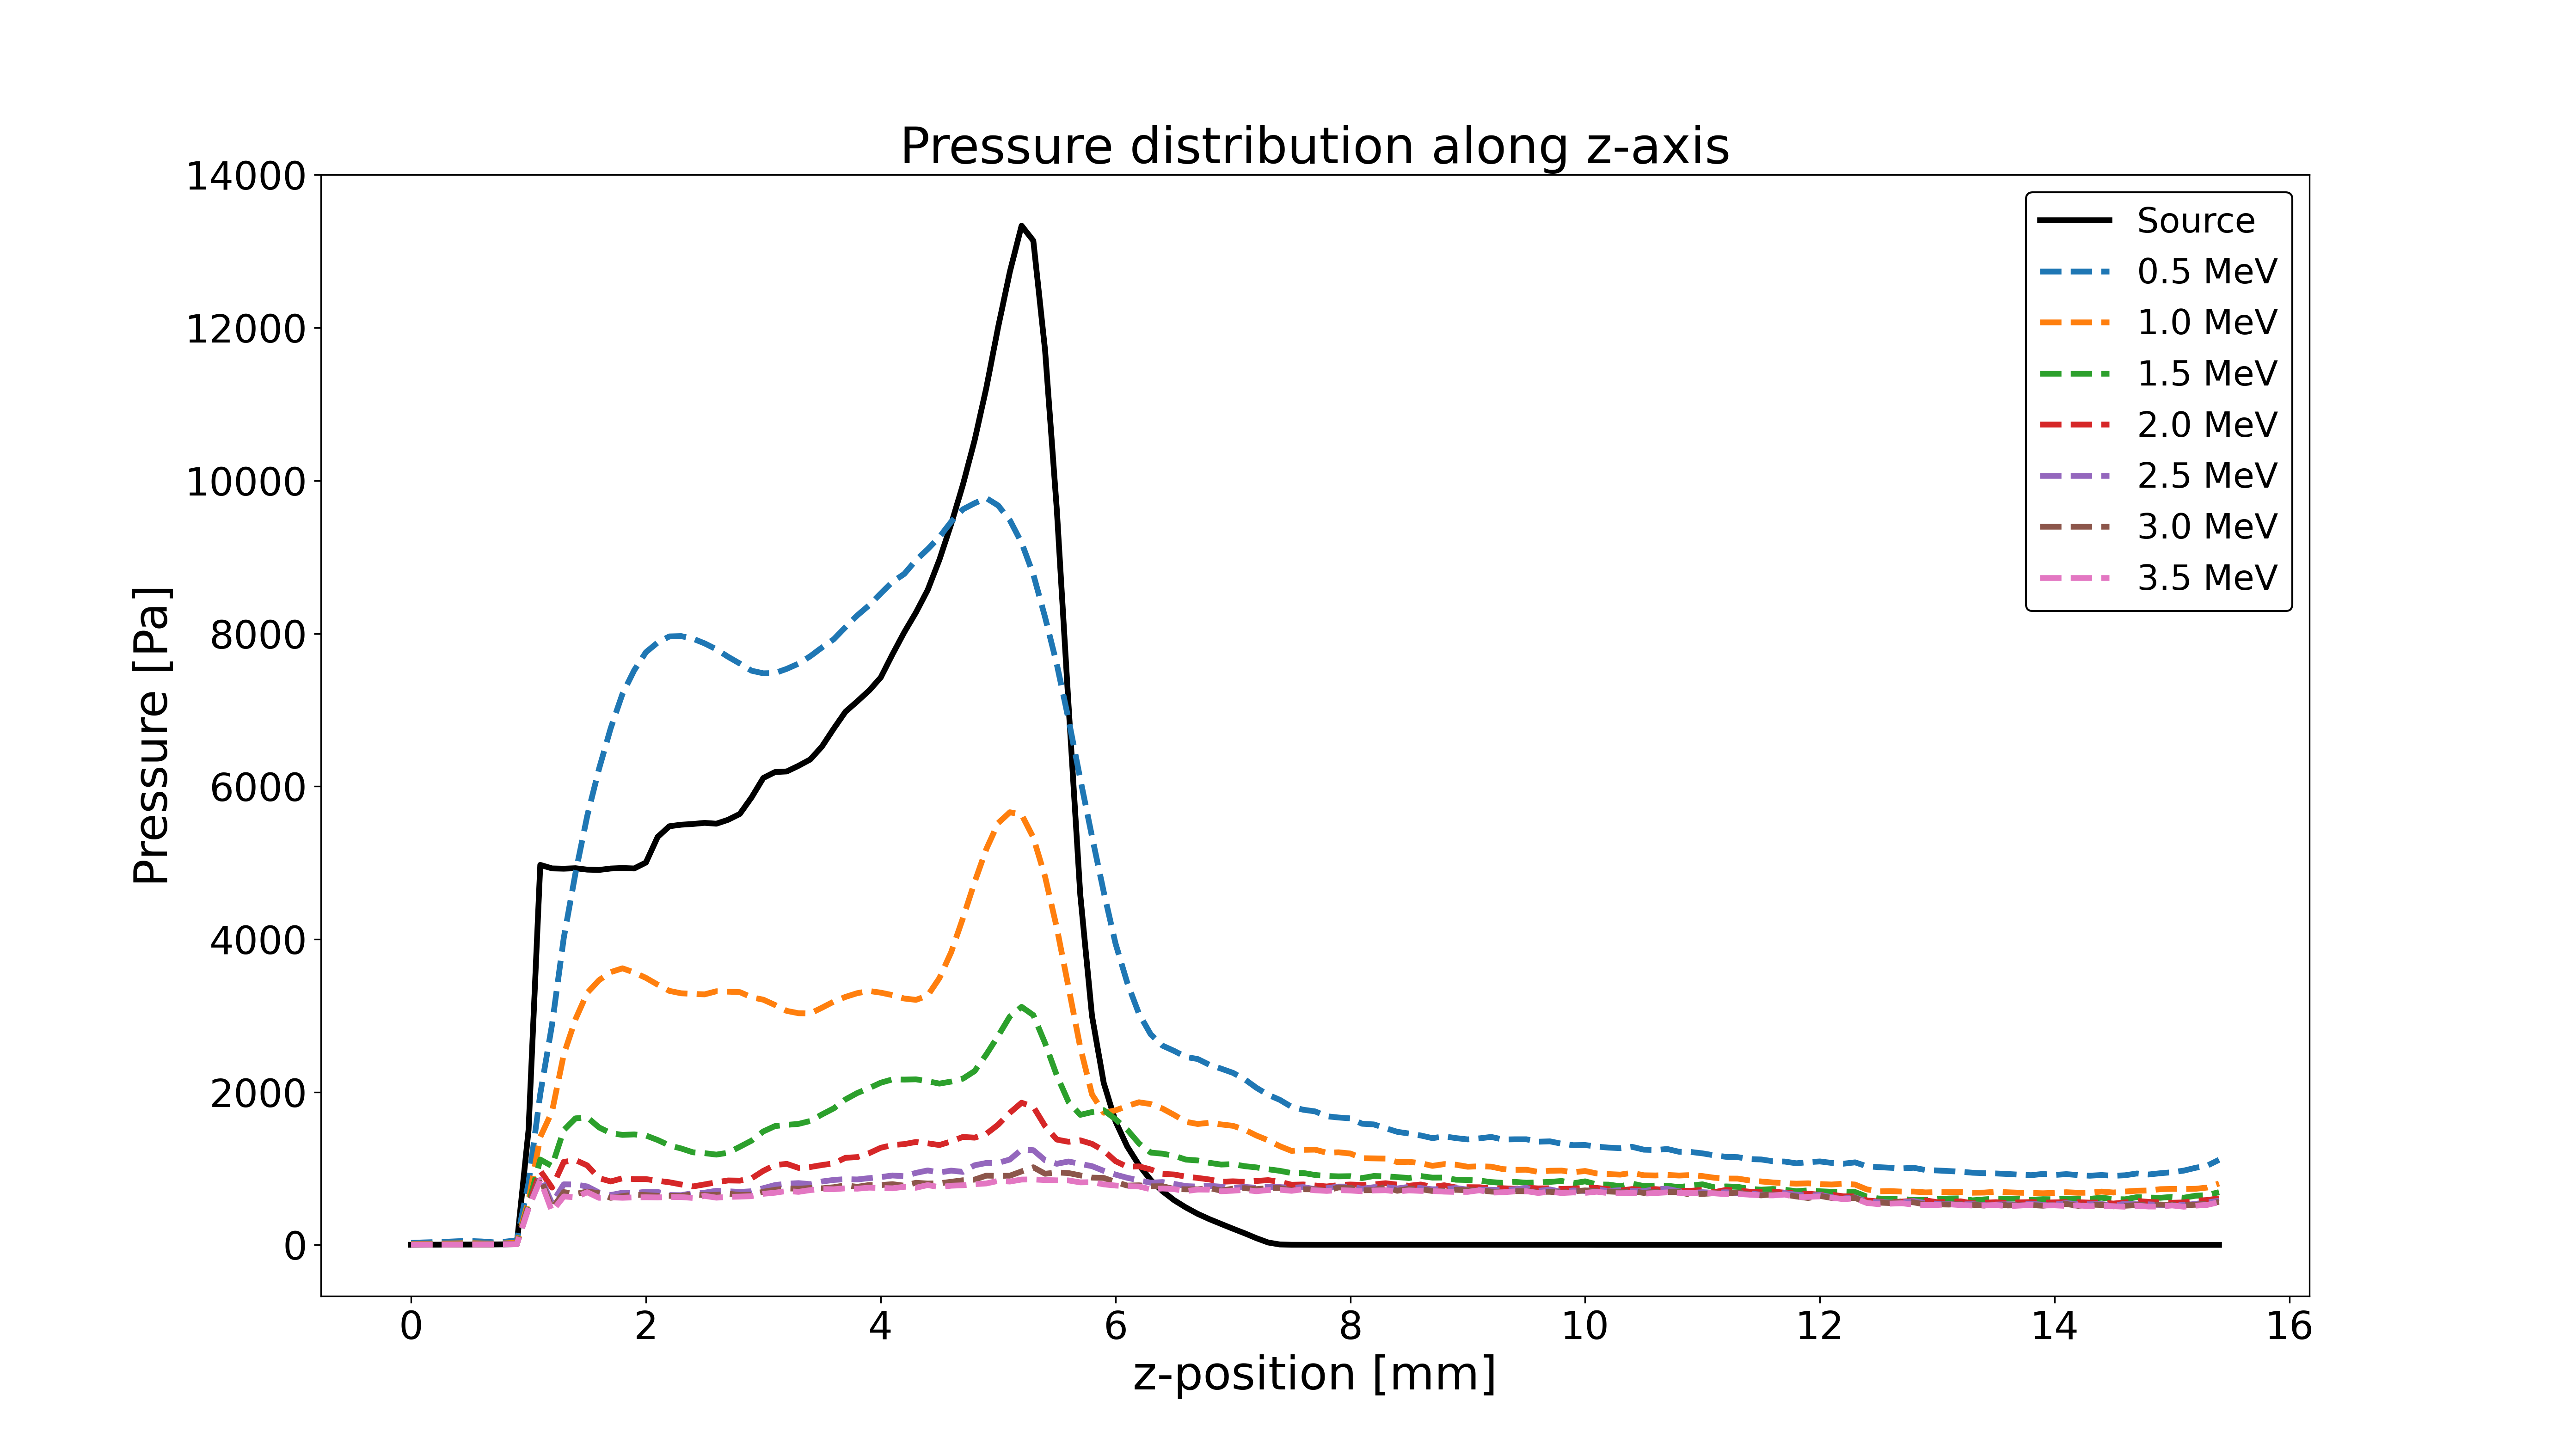 Pressure distribution along z-axis
14000
12000
10000
8000
6000
4000
2000
0
Pressure [Pa]
0 2 4 6 8 10 12 14 16
z-position [mm]
Source
0.5 MeV
1.0 MeV
1.5 MeV
2.0 MeV
2.5 MeV
3.0 MeV
3.5 MeV